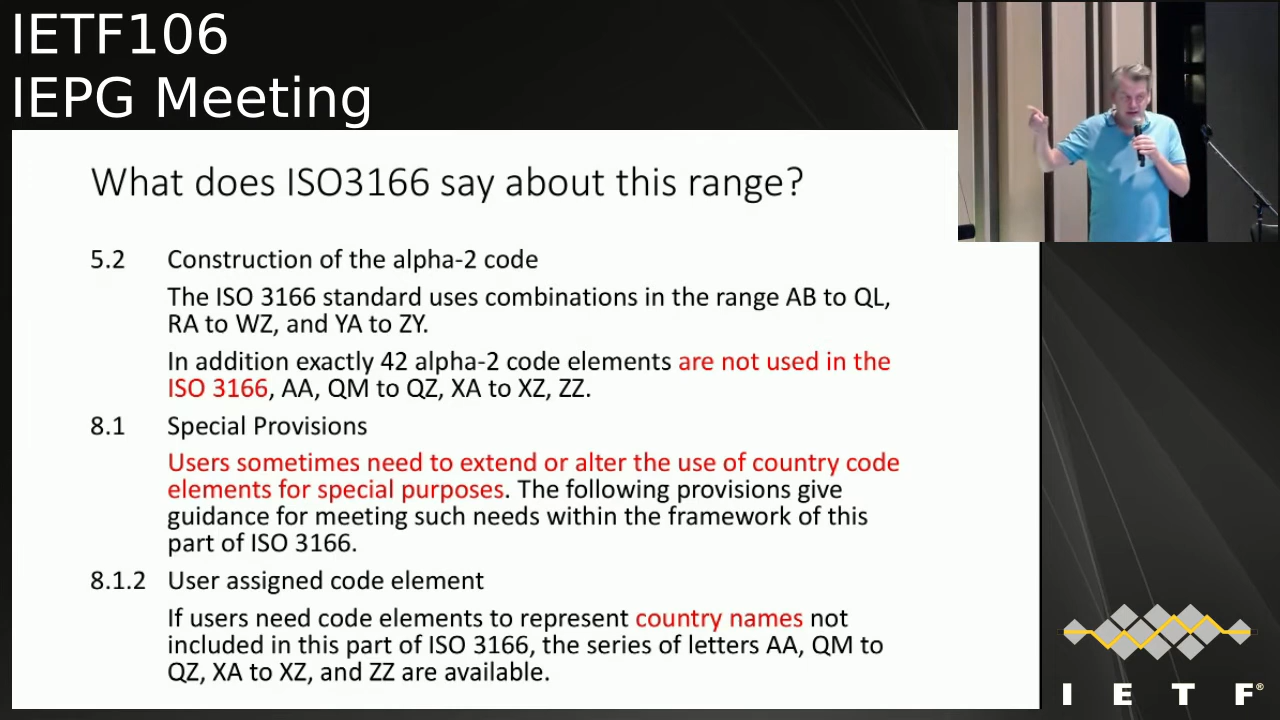 IETF106
IEPG Meeting
What does ISO3166 say about this range?
5.2 Construction of the alpha-2 code
The ISO 3166 standard uses combinations in the range AB to QL,
RA to WZ, and YA to ZY.
In addition exactly 42 alpha-2 code elements are not used in the
ISO 3166, AA, QM to QZ, XA to XZ, ZZ.
8.1 Special Provisions
Users sometimes need to extend or alter the use of country code
elements for special purposes. The following provisions give
guidance for meeting such needs within the framework of this
part of ISO 3166.
8.1.2 User assigned code element
If users need code elements to represent country names not
included in this part of ISO 3166, the series of letters AA, QM to
QZ, XA to XZ, and ZZ are available.
I E T F®